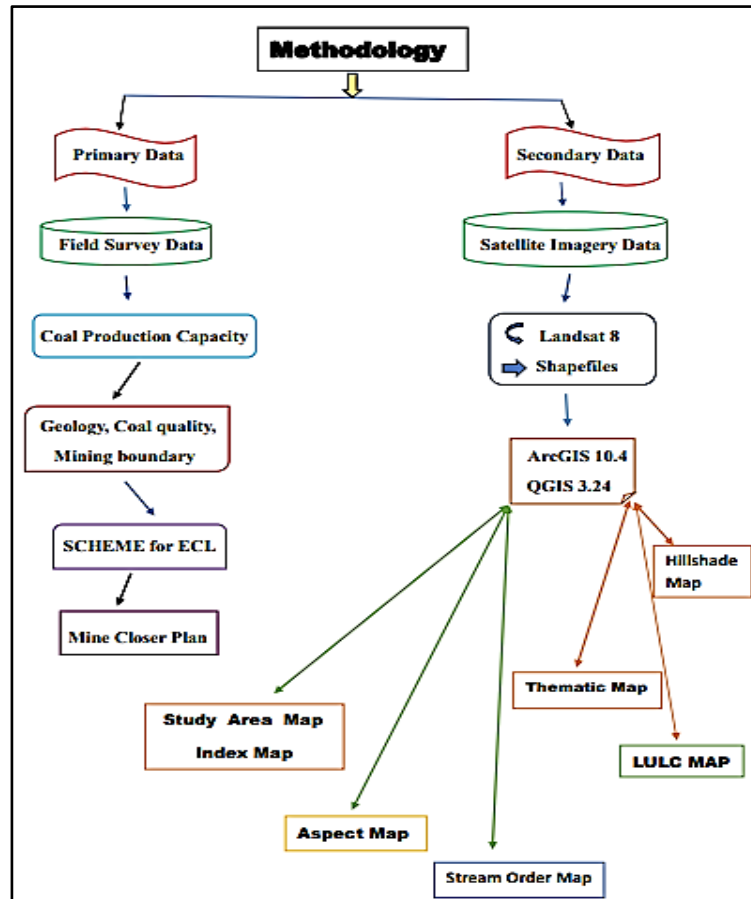 Methodology
Primary Data
Secondary Data
Field Survey Data
Satellite Imagery Data
Coal Production Capacity
Landsat 8
Shapefiles
Geology, Coal quality,
Mining boundary
ArcGIS 10.4
QGIS 3.24
SCHEME for ECL
Hillshade
Map
Mine Closer Plan
Thematic Map
Study Area Map
Index Map
LULC MAP
Aspect Map
Stream Order Map